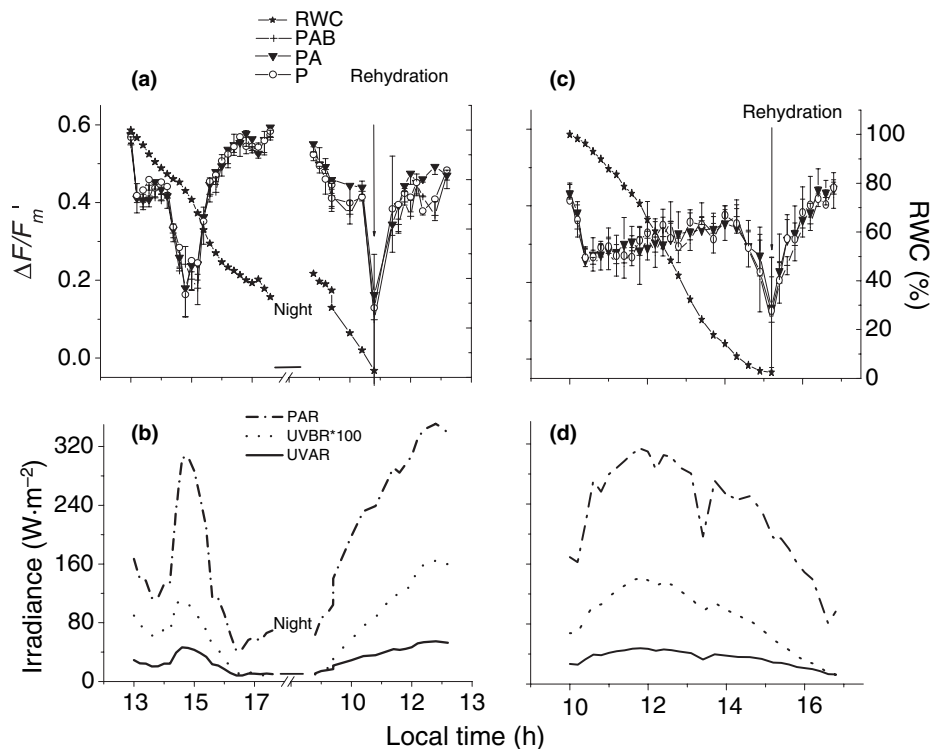 RWC
PAB
PA
P
(a)
Rehydration
(c)
Rehydration
0.6
0.4
0.2
0.0
ΔF/Fm'
Night
100
80
60
40
20
0
RWC (%)
PAR
UVBR*100
UVAR
(b)
(d)
320
240
160
80
0
Irradiance (W·m−2)
Night
13 15 17 10 13
10 12 14 16
Local time (h)